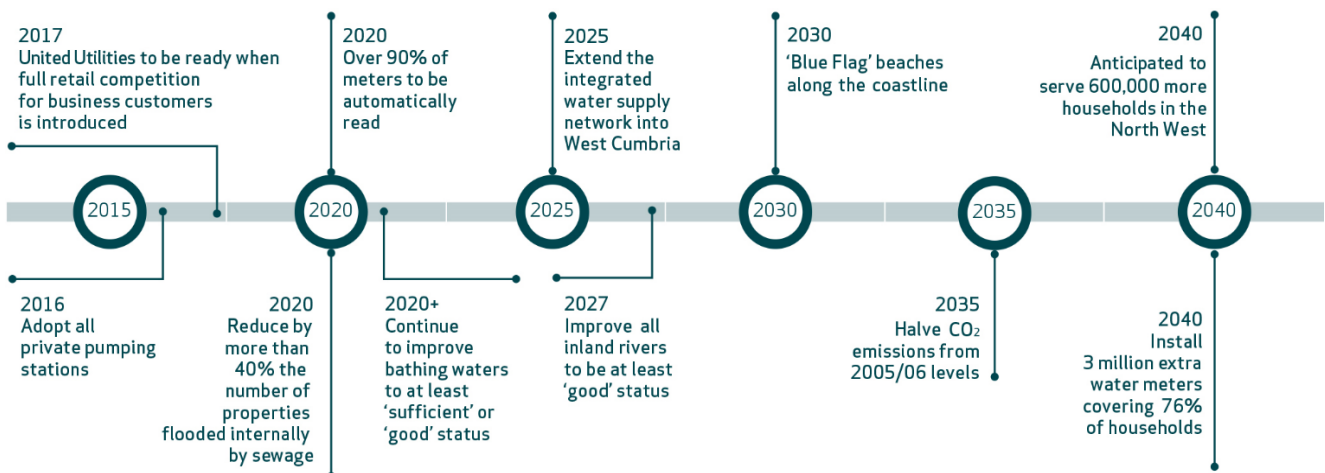 2017
United Utilities to be ready when
full retail competition
for business customers
is introduced
2020
Over 90% of
meters to be
automatically
read
2025
Extend the
integrated
water supply
network into
West Cumbria
2030
‘Blue Flag’ beaches
along the coastline
2040
Anticipated to
serve 600,000 more
households in the
North West
2015
2020
2025
2030
2035
2040
2016
Adopt all
private pumping
stations
2020
Reduce by
more than
40% the
number of
properties
flooded internally
by sewage
2020+
Continue
to improve
bathing waters
to at least
‘sufficient’ or
‘good’ status
2027
Improve all
inland rivers
to be at least
‘good’ status
2035
Halve CO₂
emissions from
2005/06 levels
2040
Install
3 million extra
water meters
covering 76%
of households